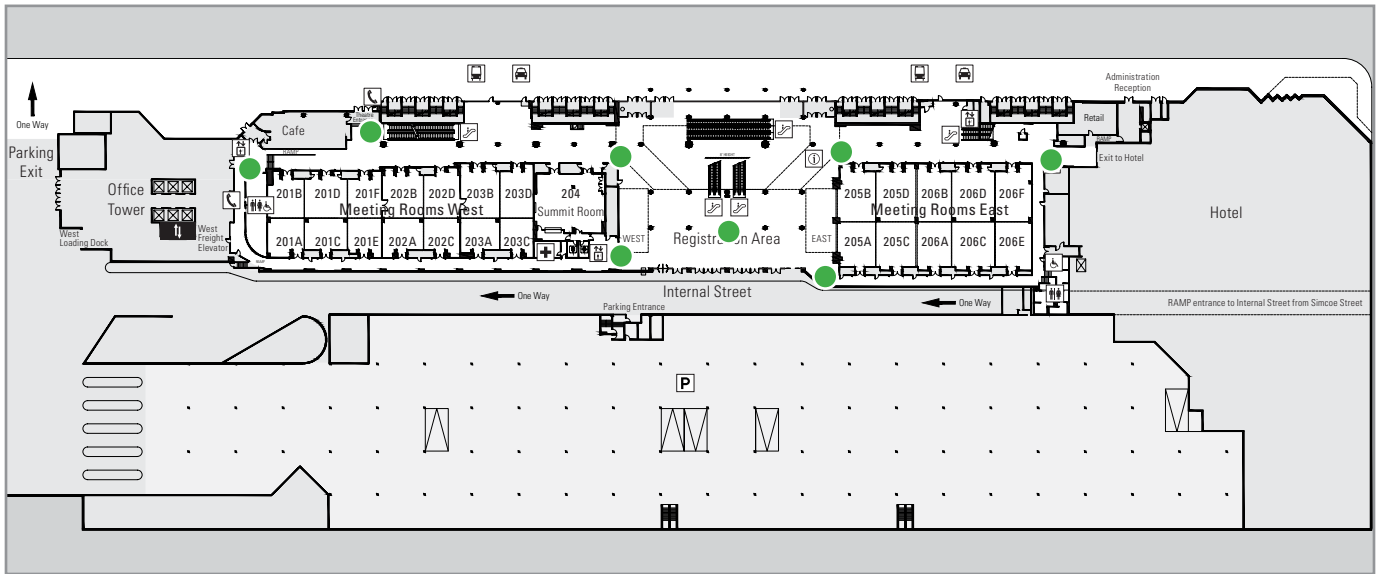 Administration
Reception
One Way
Parking
Exit
Cafe
RAMP
Retail
RAMP
Exit to Hotel
Office
Tower
West
Loading Dock
West
Freight
Elevator
201B 201D 201F 202B 202D 203B 203D
204
Summit Room
Meeting Rooms West
201A 201C 201E 202A 202C 203A 203C
WEST
Registration Area
EAST
205B 205D 206B 206D 206F
Meeting Rooms East
205A 205C 206A 206C 206E
Hotel
Internal Street
One Way
One Way
Parking Entrance
RAMP entrance to Internal Street from Simcoe Street
P